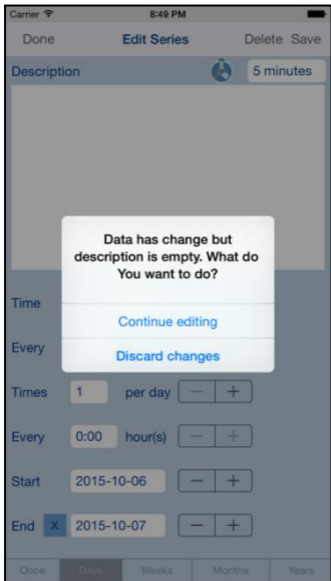 Carrier 8:49 PM
Done Edit Series Delete Save
Description 5 minutes
Data has change but
description is empty. What do
You want to do?
Time
Continue editing
Every
Discard changes
Times 1 per day − +
Every 0:00 hour(s) − +
Start 2015-10-06 − +
End X 2015-10-07 − +
Once Days Weeks Months Years